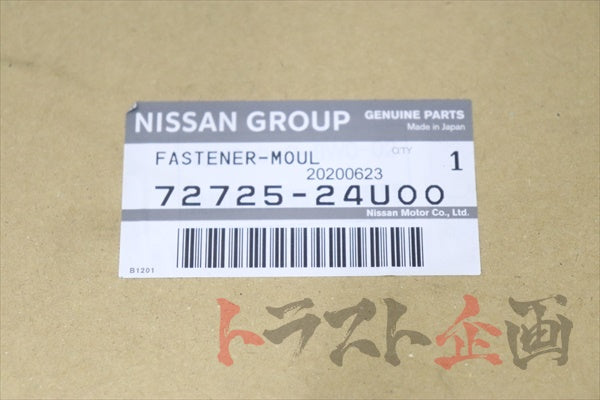 NISSAN GROUP GENUINE PARTS
Made in Japan
FASTENER-MOUL Q'TY 1
20200623
72725-24U00
Nissan Motor Co., Ltd.
B1201
トラスト企画